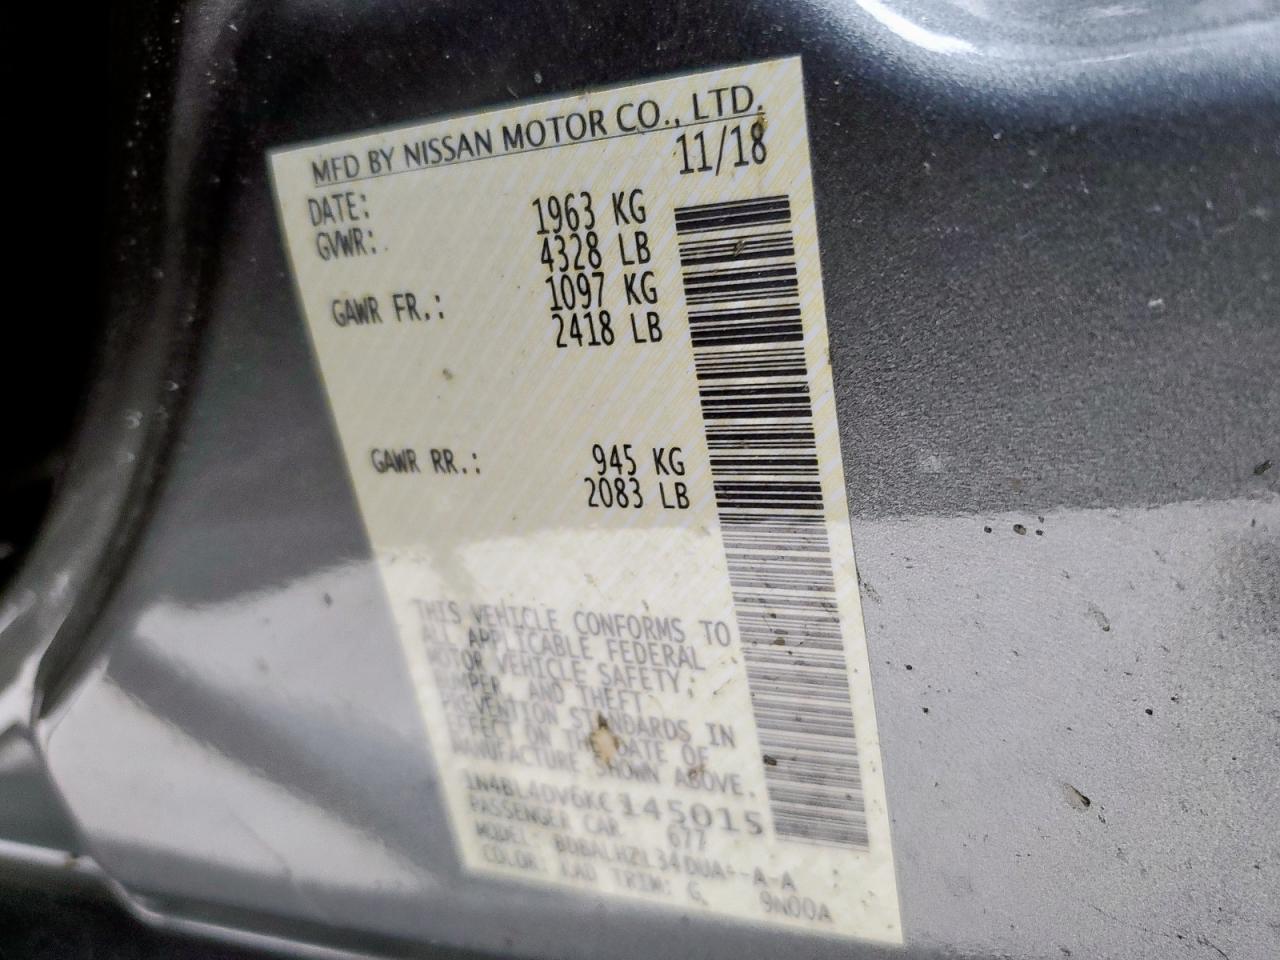 MFD BY NISSAN MOTOR CO., LTD.
DATE: 11/18
GVWR: 1963 KG
4328 LB
GAWR FR.: 1097 KG
2418 LB
GAWR RR.: 945 KG
2083 LB
THIS VEHICLE CONFORMS TO
ALL APPLICABLE FEDERAL
MOTOR VEHICLE SAFETY,
BUMPER, AND THEFT
PREVENTION STANDARDS IN
EFFECT ON THE DATE OF
MANUFACTURE SHOWN ABOVE.
1N4BL4DV6KC145015
PASSENGER CAR 677
MODEL: A-A
COLOR: KAD TRIM: G 9N00A